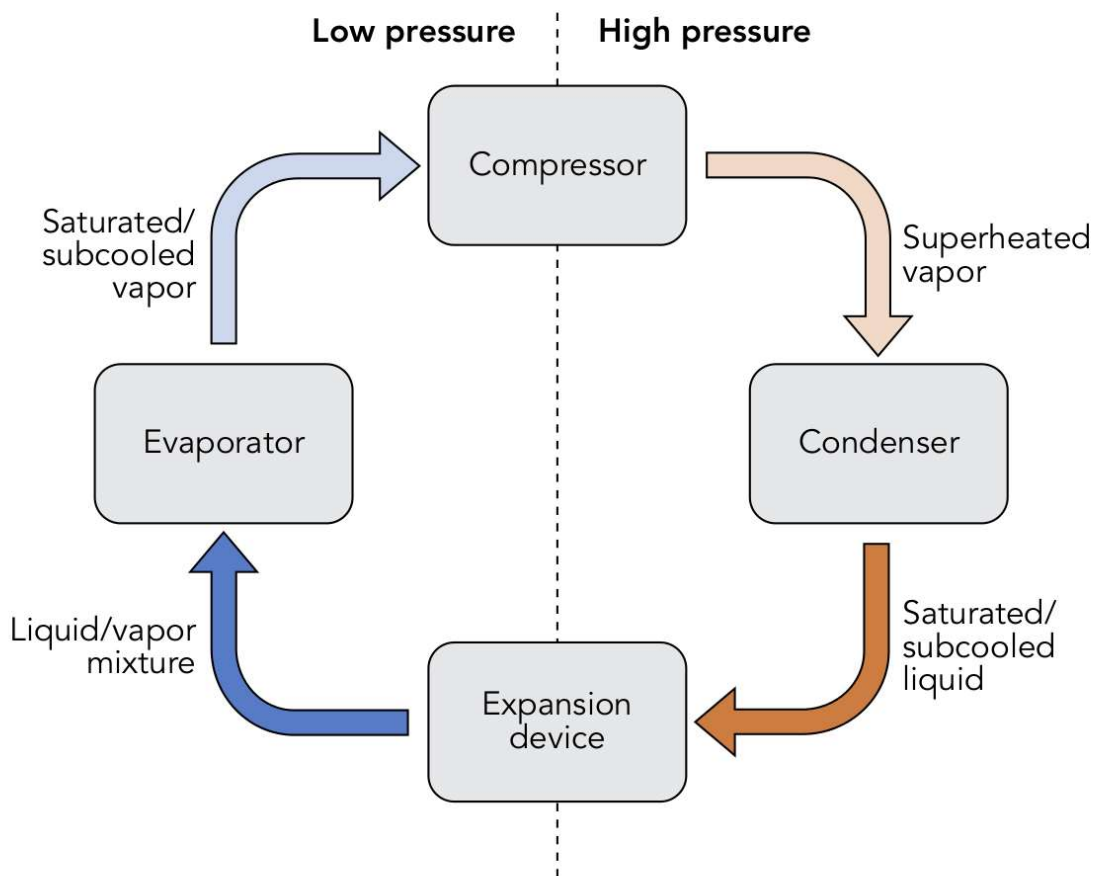 Low pressure
High pressure
Compressor
Saturated/
subcooled
vapor
Superheated
vapor
Evaporator
Condenser
Liquid/vapor
mixture
Expansion
device
Saturated/
subcooled
liquid